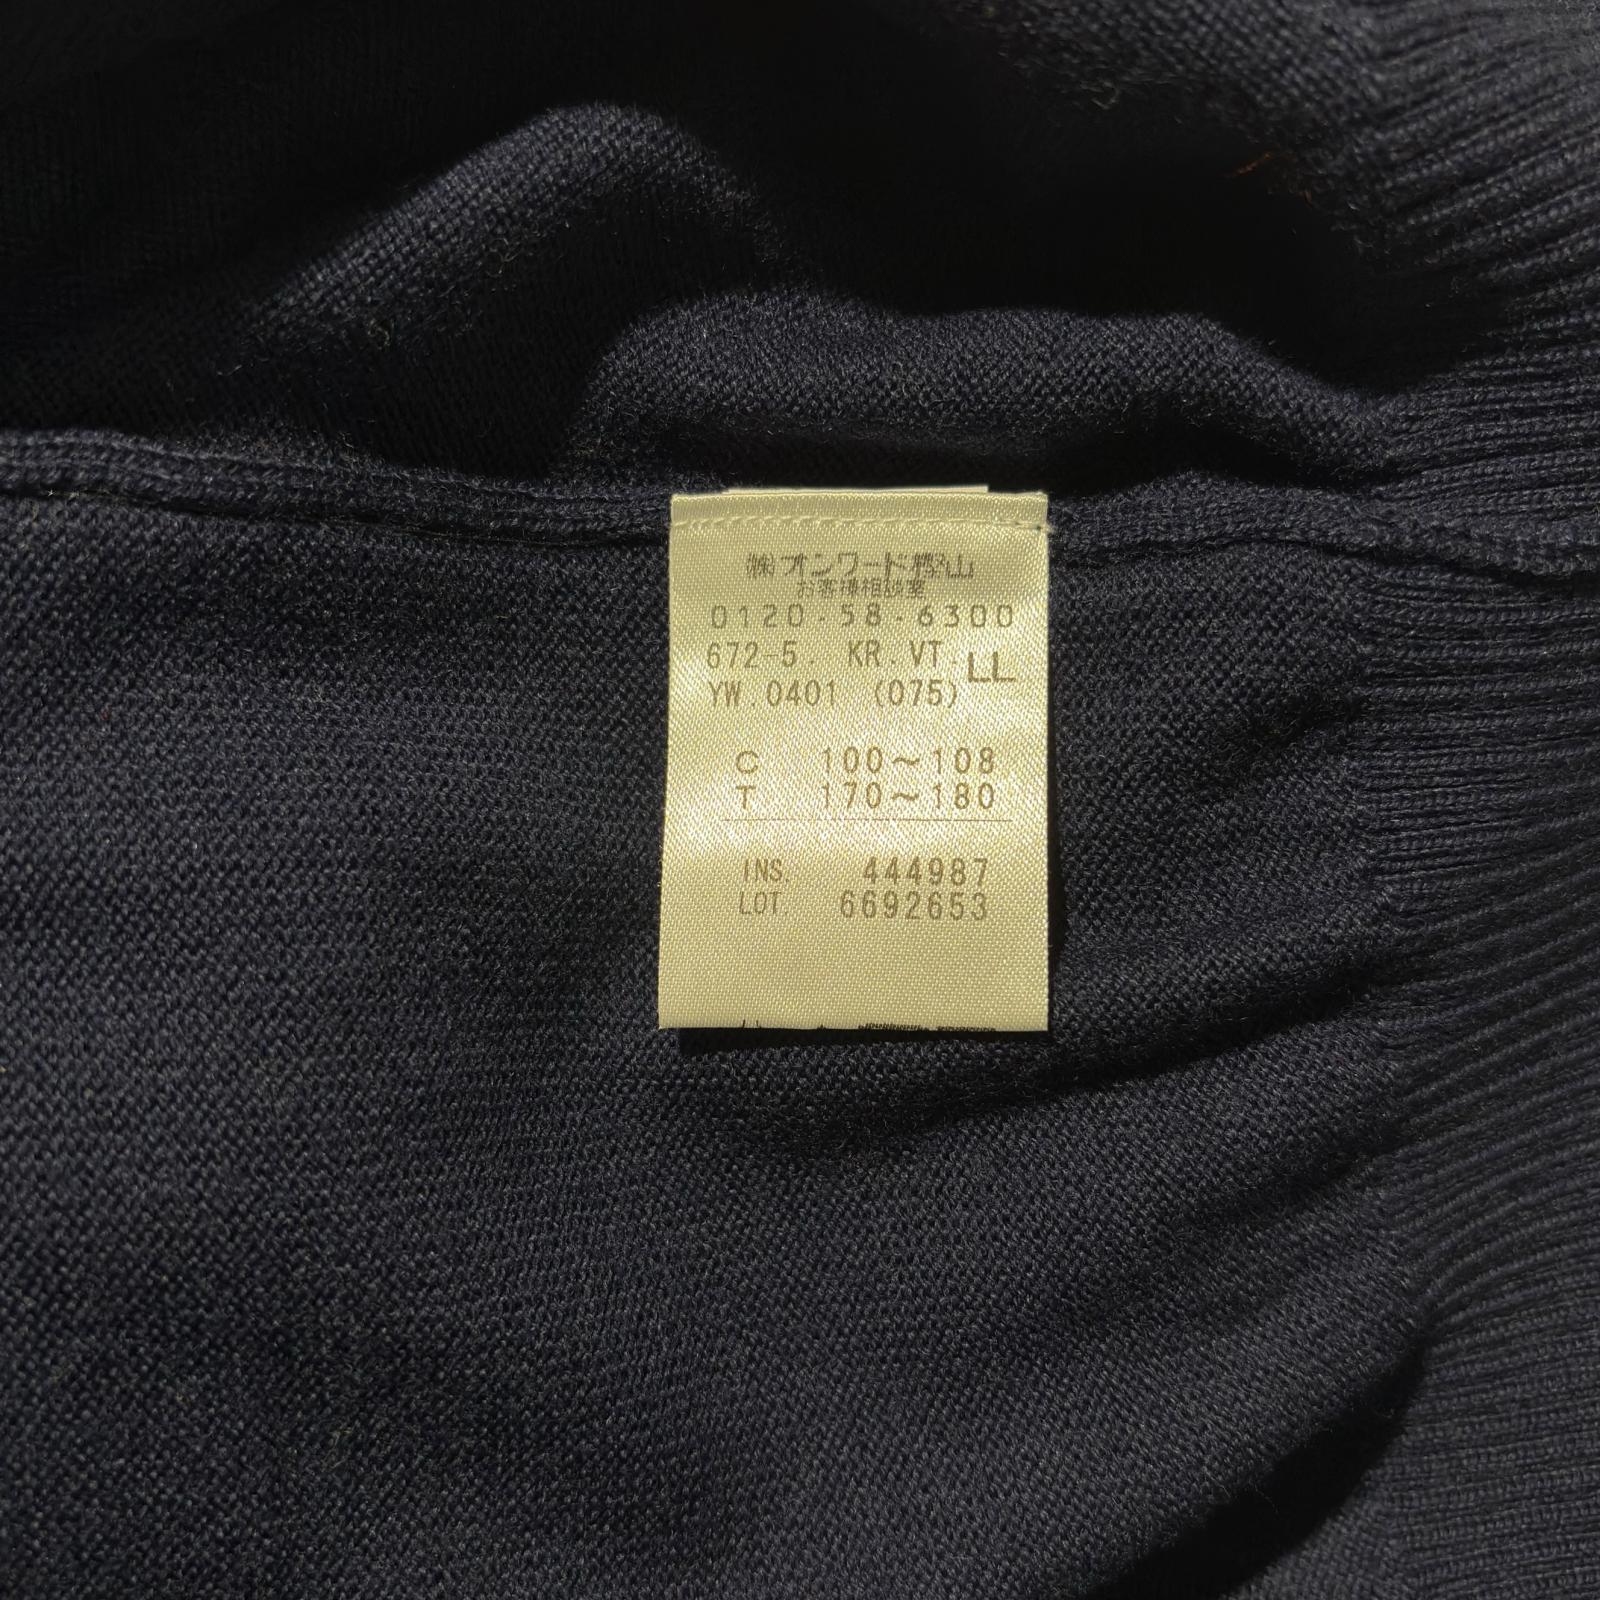 ㈱オンワード樫山
お客様相談室
0120-58-6300
672-5. KR.VT. LL
YW.0401 (075)
C 100～108
T 170～180
INS. 444987
LOT. 6692653